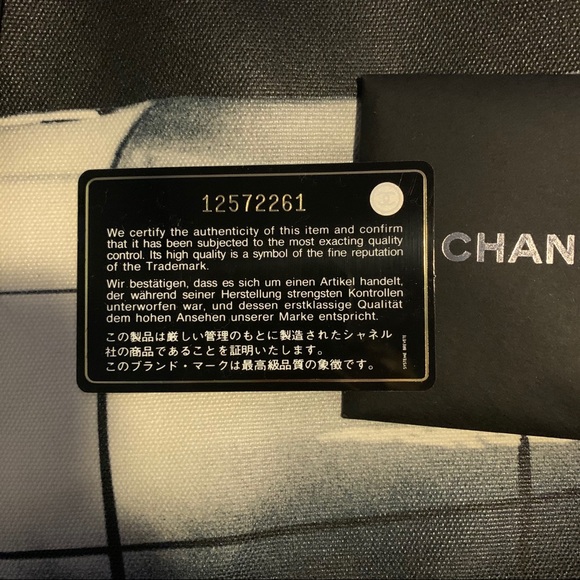 12572261
We certify the authenticity of this item and confirm
that it has been subjected to the most exacting quality
control. Its high quality is a symbol of the fine reputation
of the Trademark.
Wir bestätigen, dass es sich um einen Artikel handelt,
der während seiner Herstellung strengsten Kontrollen
unterworfen war, und dessen erstklassige Qualität
dem hohen Ansehen unserer Marke entspricht.
この製品は厳しい管理のもとに製造されたシャネル
社の商品であることを証明いたします。
このブランド・マークは最高級品質の象徴です。
CHAN